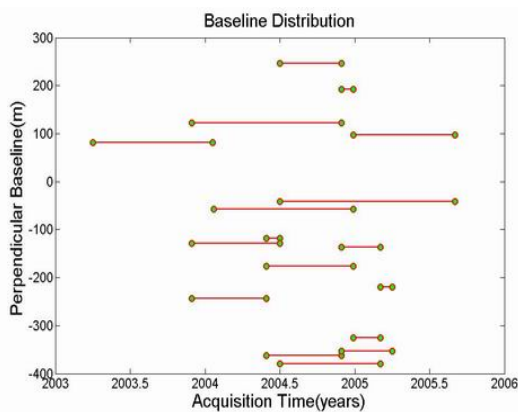 Baseline Distribution
300
200
100
0
-100
-200
-300
-400
Perpendicular Baseline(m)
2003 2003.5 2004 2004.5 2005 2005.5 2006
Acquisition Time(years)